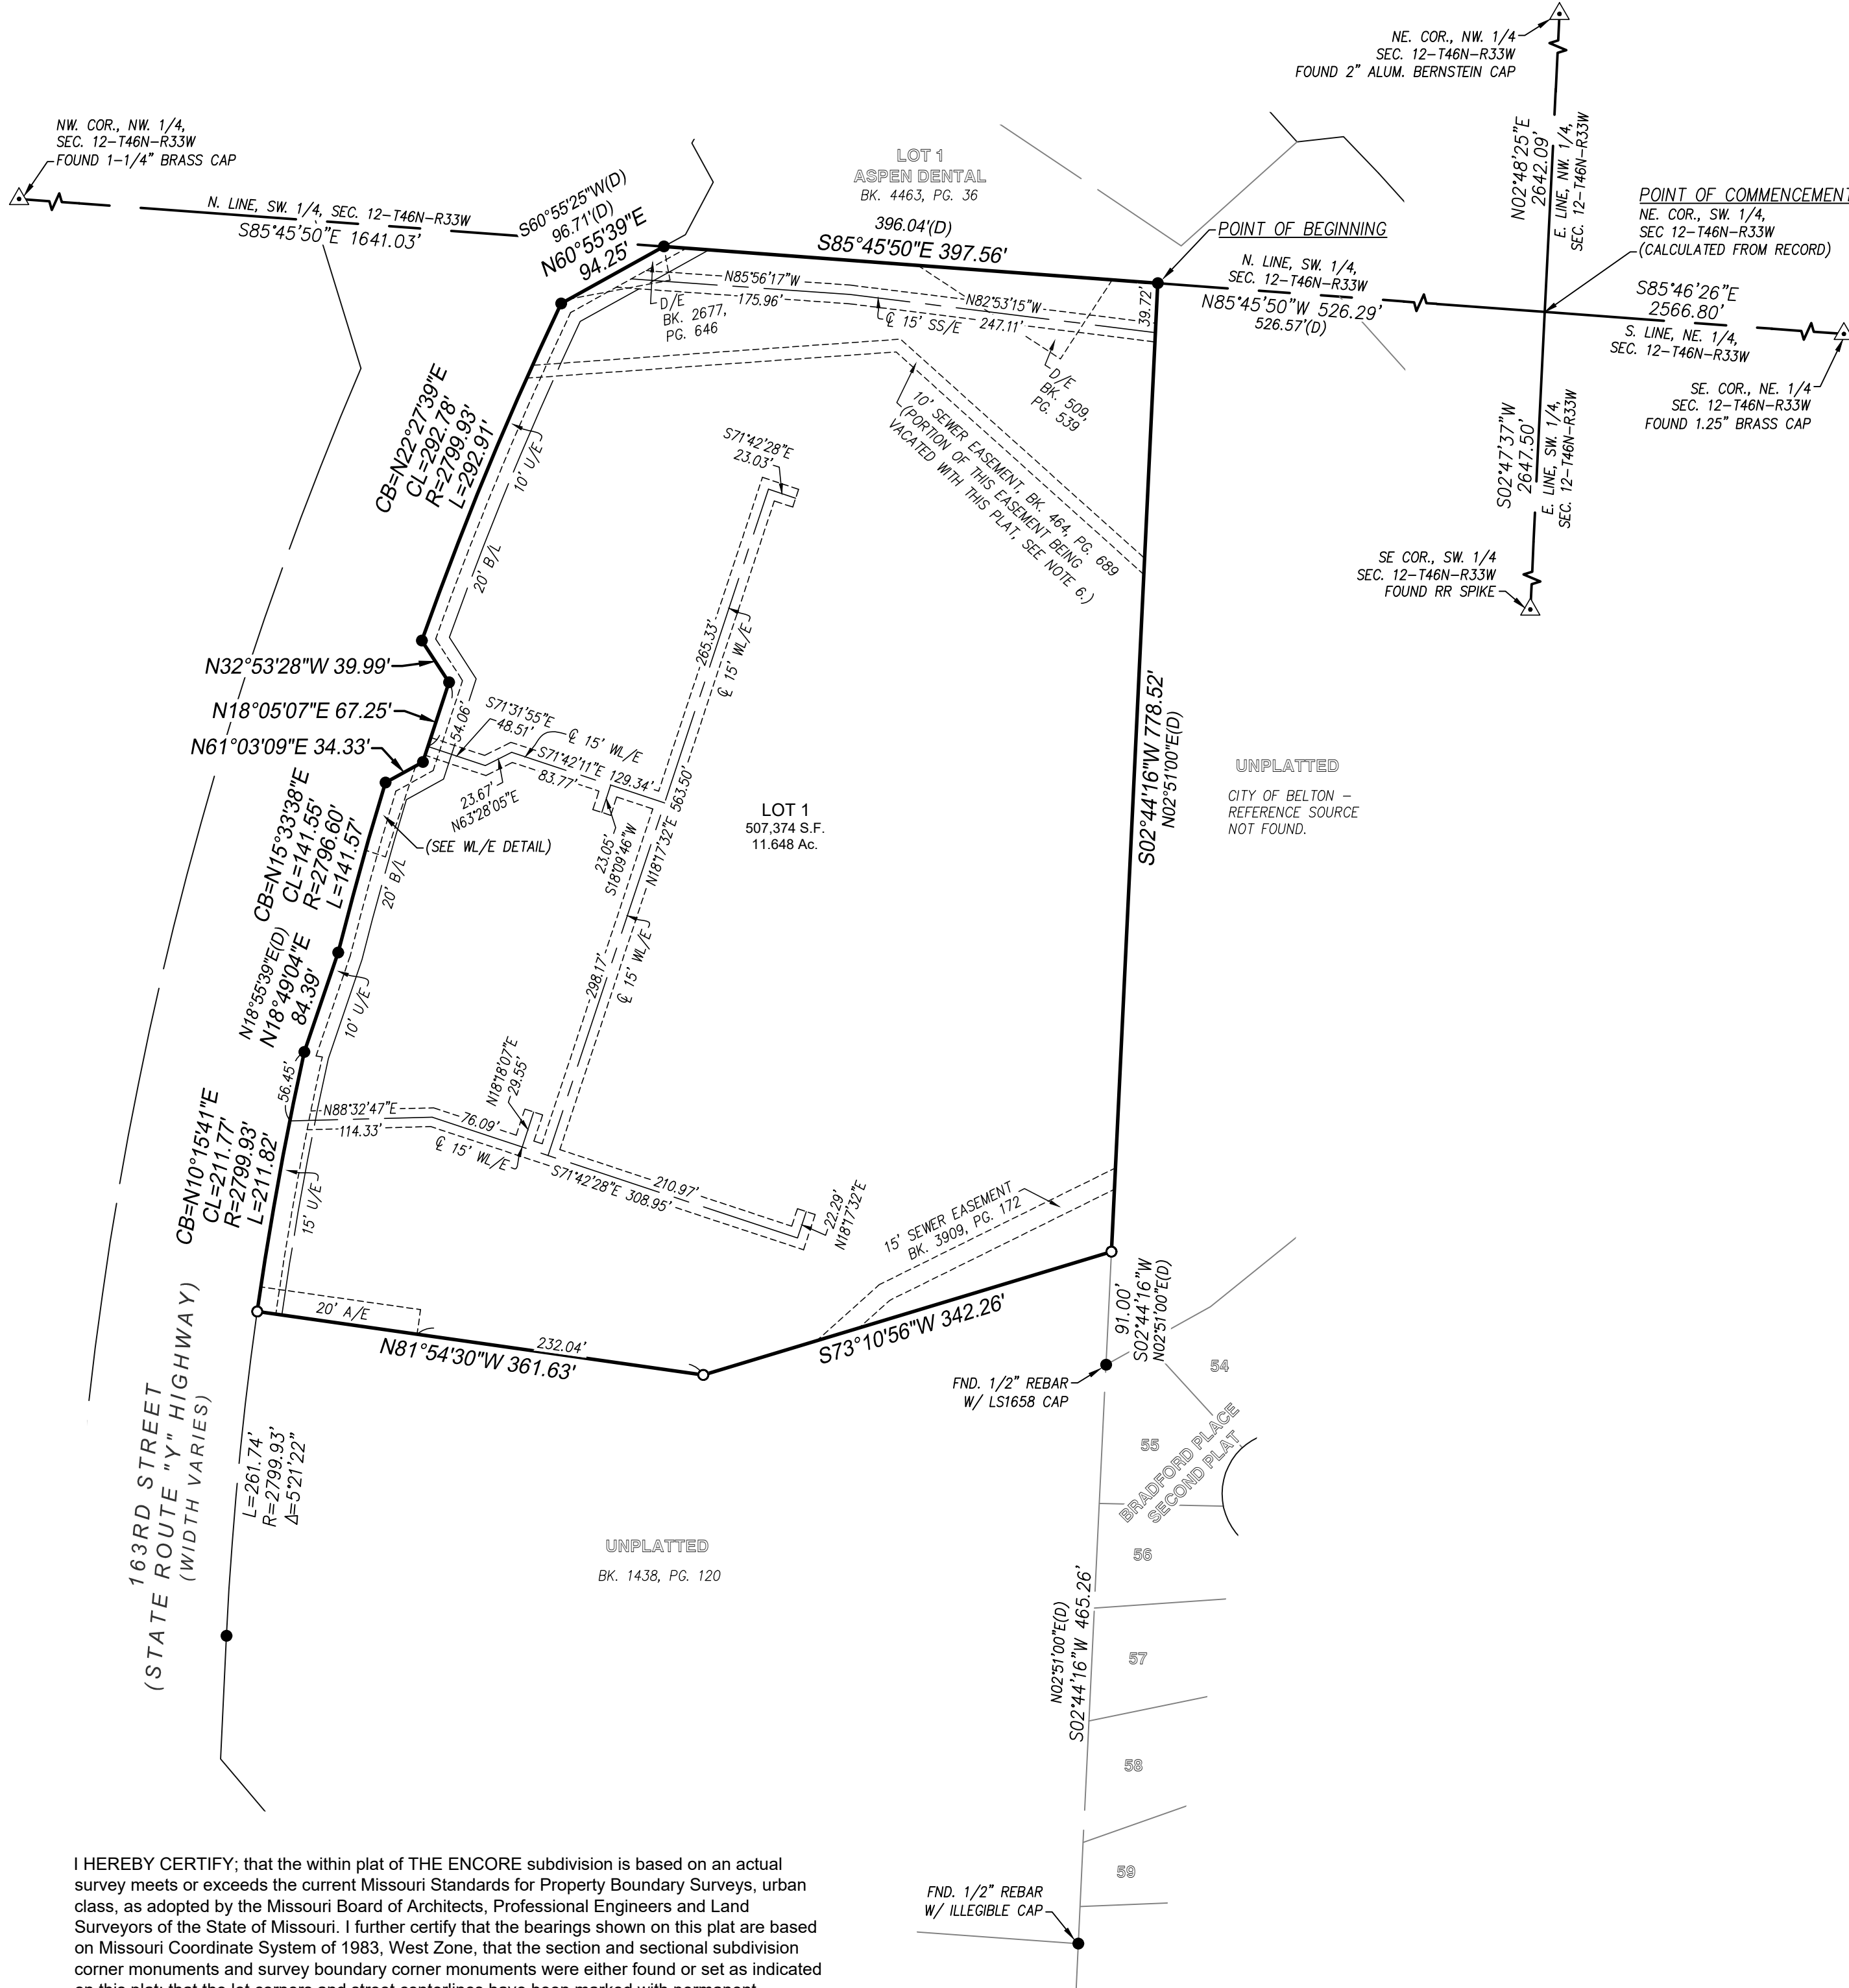 NE. COR., NW. 1/4
SEC. 12-T46N-R33W
FOUND 2" ALUM. BERNSTEIN CAP
NW. COR., NW. 1/4,
SEC. 12-T46N-R33W
FOUND 1-1/4" BRASS CAP
N. LINE, SW. 1/4, SEC. 12-T46N-R33W
S85°45'50"E 1641.03'
S60°55'25"W(D)
96.71'(D)
N60°55'39"E
94.25'
LOT 1
ASPEN DENTAL
BK. 4463, PG. 36
396.04'(D)
S85°45'50"E 397.56'
POINT OF BEGINNING
N. LINE, SW. 1/4,
SEC. 12-T46N-R33W
N85°45'50"W 526.29'
526.57'(D)
N02°48'25"E
2642.09'
E. LINE, NW. 1/4,
SEC. 12-T46N-R33W
POINT OF COMMENCEMENT
NE. COR., SW. 1/4,
SEC 12-T46N-R33W
(CALCULATED FROM RECORD)
S85°46'26"E
2566.80'
S. LINE, NE. 1/4,
SEC. 12-T46N-R33W
SE. COR., NE. 1/4
SEC. 12-T46N-R33W
FOUND 1.25" BRASS CAP
S02°47'37"W
2647.50'
E. LINE, SW. 1/4,
SEC. 12-T46N-R33W
SE COR., SW. 1/4
SEC. 12-T46N-R33W
FOUND RR SPIKE
D/E
BK. 2677,
PG. 646
N85°56'17"W
175.96'
℄ 15' SS/E
N82°53'15"W
247.11'
39.72'
D/E
BK. 509,
PG. 539
10' SEWER EASEMENT, BK. 464, PG. 689
(PORTION OF THIS EASEMENT BEING
VACATED WITH THIS PLAT, SEE NOTE 6.)
CB=N22°27'39"E
CL=292.78'
R=2799.93'
L=292.91'
10' U/E
20' B/L
S71°42'28"E
23.03'
265.33'
℄ 15' WL/E
N32°53'28"W 39.99'
N18°05'07"E 67.25'
N61°03'09"E 34.33'
54.06'
S71°31'55"E
48.51'
℄ 15' WL/E
S71°42'11"E 129.34'
83.77'
23.67'
N63°28'05"E
23.05'
S18°09'46"W
N18°17'32"E 563.50'
(SEE WL/E DETAIL)
LOT 1
507,374 S.F.
11.648 Ac.
S02°44'16"W 778.52'
N02°51'00"E(D)
UNPLATTED
CITY OF BELTON –
REFERENCE SOURCE
NOT FOUND.
CB=N15°33'38"E
CL=141.55'
R=2796.60'
L=141.57'
20' B/L
N18°55'39"E(D)
N18°49'04"E
84.39'
10' U/E
298.17'
℄ 15' WL/E
56.45'
N88°32'47"E
114.33'
N18°18'07"E
29.55'
76.09'
℄ 15' WL/E
S71°42'28"E 308.95'
210.97'
22.29'
N18°17'32"E
CB=N10°15'41"E
CL=211.77'
R=2799.93'
L=211.82'
15' U/E
20' A/E
15' SEWER EASEMENT
BK. 3909, PG. 172
232.04'
N81°54'30"W 361.63'
S73°10'56"W 342.26'
91.00'
S02°44'16"W
N02°51'00"E(D)
FND. 1/2" REBAR
W/ LS1658 CAP
163RD STREET
(STATE ROUTE "Y" HIGHWAY)
(WIDTH VARIES)
L=261.74'
R=2799.93'
Δ=5°21'22"
54
55
BRADFORD PLACE
SECOND PLAT
56
57
58
59
UNPLATTED
BK. 1438, PG. 120
N02°51'00"E(D)
S02°44'16"W 465.26'
FND. 1/2" REBAR
W/ ILLEGIBLE CAP
I HEREBY CERTIFY; that the within plat of THE ENCORE subdivision is based on an actual
survey meets or exceeds the current Missouri Standards for Property Boundary Surveys, urban
class, as adopted by the Missouri Board of Architects, Professional Engineers and Land
Surveyors of the State of Missouri. I further certify that the bearings shown on this plat are based
on Missouri Coordinate System of 1983, West Zone, that the section and sectional subdivision
corner monuments and survey boundary corner monuments were either found or set as indicated
on this plat; that the lot corners and street centerlines have been marked with permanent